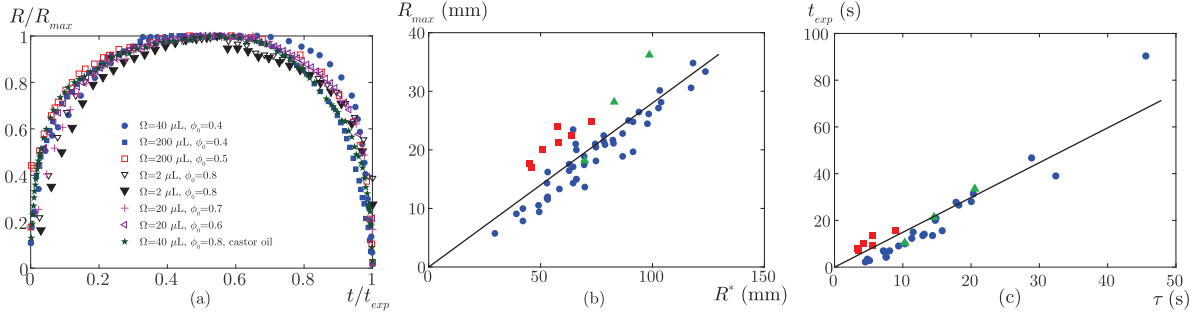 R/R_max
1
0.8
0.6
0.4
0.2
0
Ω=40 μL, ϕ₀=0.4
Ω=200 μL, ϕ₀=0.4
Ω=200 μL, ϕ₀=0.5
Ω=2 μL, ϕ₀=0.8
Ω=2 μL, ϕ₀=0.8
Ω=20 μL, ϕ₀=0.7
Ω=20 μL, ϕ₀=0.6
Ω=40 μL, ϕ₀=0.8, castor oil
0 0.2 0.4 0.6 0.8 1
(a)
t/t_exp
R_max (mm)
40
30
20
10
0
0 50 100 150
(b)
R* (mm)
t_exp (s)
100
80
60
40
20
0
0 10 20 30 40 50
(c)
τ (s)